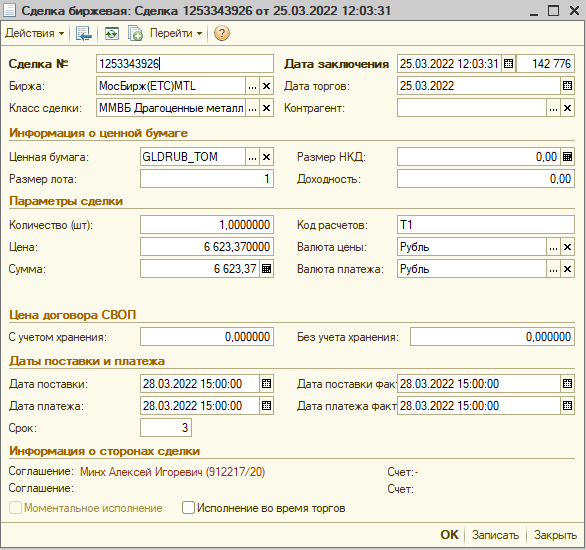 Сделка биржевая: Сделка 1253343926 от 25.03.2022 12:03:31
Действия Перейти
Сделка № 1253343926 Дата заключения 25.03.2022 12:03:31 142 776
Биржа: МосБирж(ETC)MTL ... × Дата торгов: 25.03.2022
Класс сделки: ММВБ Драгоценные металл ... × Контрагент: ... ×
Информация о ценной бумаге
Ценная бумага: GLDRUB_TOM ... × Размер НКД: 0,00
Размер лота: 1 Доходность: 0,00
Параметры сделки
Количество (шт): 1,0000000 Код расчетов: T1
Цена: 6 623,370000 Валюта цены: Рубль ... ×
Сумма: 6 623,37 Валюта платежа: Рубль ... ×
Цена договора СВОП
С учетом хранения: 0,000000 Без учета хранения: 0,000000
Даты поставки и платежа
Дата поставки: 28.03.2022 15:00:00 Дата поставки фак 28.03.2022 15:00:00
Дата платежа: 28.03.2022 15:00:00 Дата платежа факт 28.03.2022 15:00:00
Срок: 3
Информация о сторонах сделки
Соглашение: Минх Алексей Игоревич (912217/20) Счет: -
Соглашение: Счет:
Моментальное исполнение Исполнение во время торгов
OK Записать Закрыть